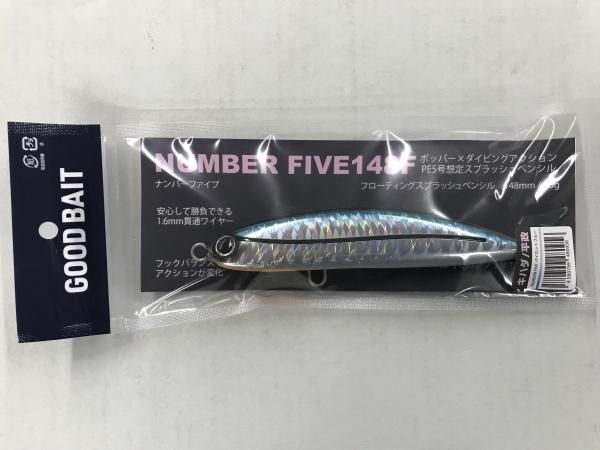 GOOD BAIT
NUMBER FIVE148F
ナンバーファイブ
ポッパー×ダイビングアクション
PE5号想定スプラッシュペンシル
フローティングスプラッシュペンシル
48mm
安心して勝負できる
1.6mm貫通ワイヤー
フックバランス
アクションが変化
キハダ/平政